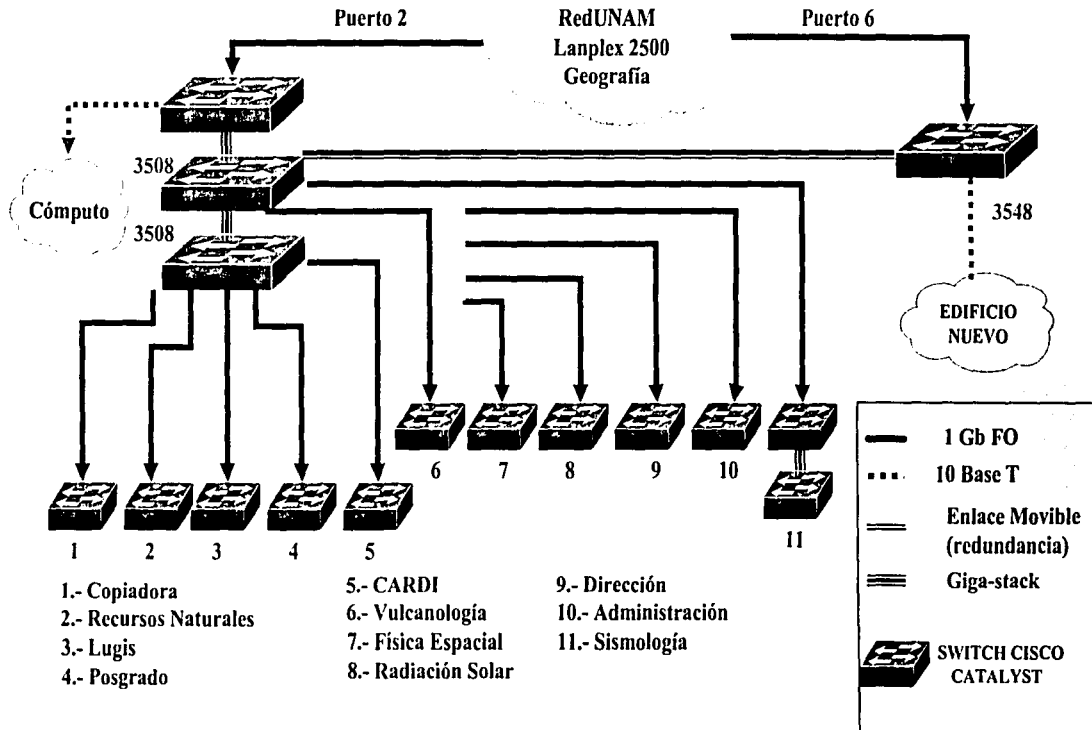 Puerto 2
RedUNAM
Lanplex 2500
Geografía
Puerto 6
3508
Cómputo
3508
3548
EDIFICIO
NUEVO
6
7
8
9
10
11
1
2
3
4
5
1.- Copiadora
2.- Recursos Naturales
3.- Lugis
4.- Posgrado
5.- CARDI
6.- Vulcanología
7.- Física Espacial
8.- Radiación Solar
9.- Dirección
10.- Administración
11.- Sismología
1 Gb FO
10 Base T
Enlace Movible
(redundancia)
Giga-stack
SWITCH CISCO
CATALYST